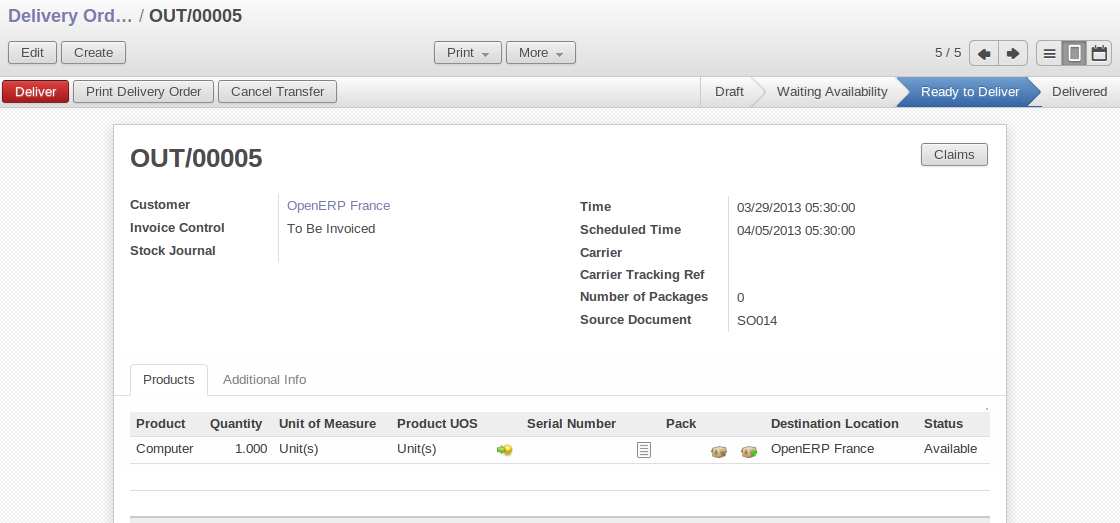 Delivery Ord... / OUT/00005
Edit Create Print More 5 / 5
Deliver Print Delivery Order Cancel Transfer Draft Waiting Availability Ready to Deliver Delivered
OUT/00005 Claims
Customer OpenERP France
Invoice Control To Be Invoiced
Stock Journal
Time 03/29/2013 05:30:00
Scheduled Time 04/05/2013 05:30:00
Carrier
Carrier Tracking Ref
Number of Packages 0
Source Document SO014
Products Additional Info
Product Quantity Unit of Measure Product UOS Serial Number Pack Destination Location Status
Computer 1.000 Unit(s) Unit(s) OpenERP France Available